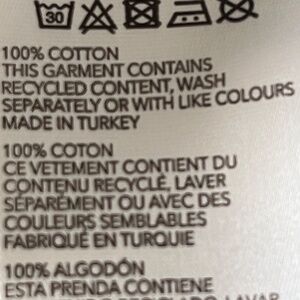 30
100% COTTON
THIS GARMENT CONTAINS
RECYCLED CONTENT, WASH
SEPARATELY OR WITH LIKE COLOURS
MADE IN TURKEY
100% COTON
CE VETEMENT CONTIENT DU
CONTENU RECYCLÉ, LAVER
SÉPARÉMENT OU AVEC DES
COULEURS SEMBLABLES
FABRIQUÉ EN TURQUIE
100% ALGODÓN
ESTA PRENDA CONTIENE